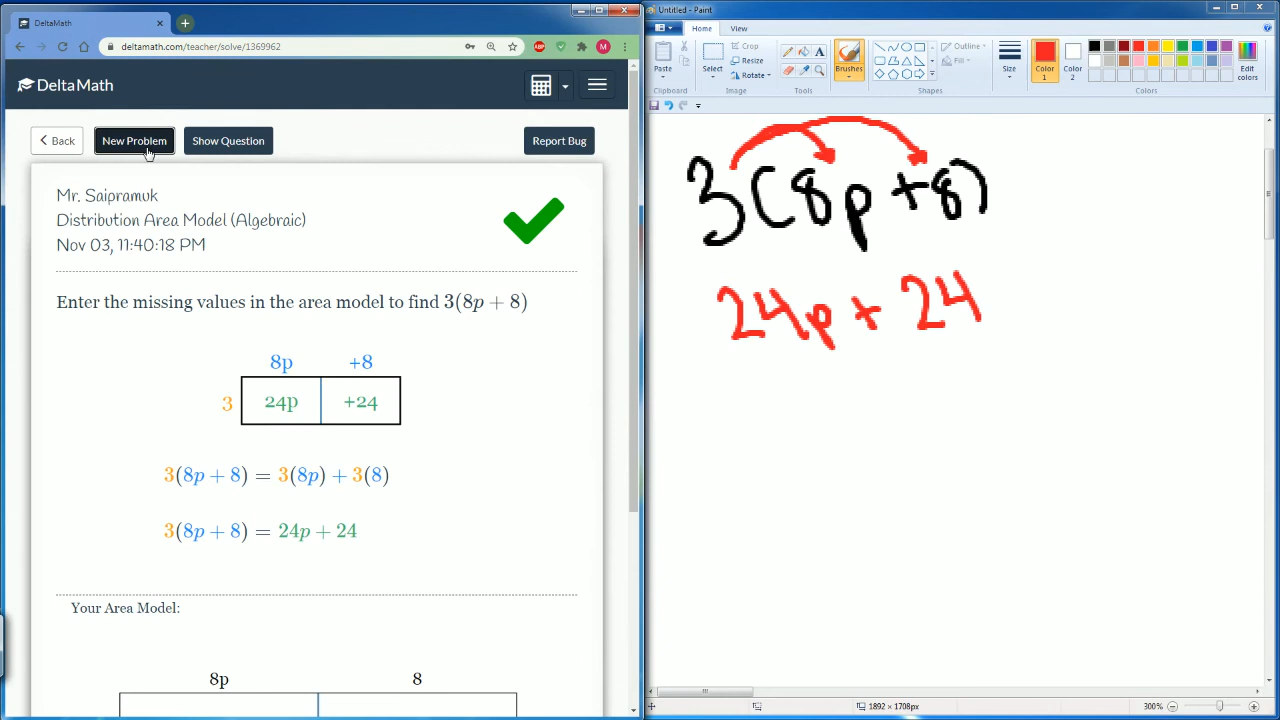 DeltaMath
deltamath.com/teacher/solve/1369962
ABP
M
DeltaMath
Back
New Problem
Show Question
Report Bug
Mr. Saipramuk
Distribution Area Model (Algebraic)
Nov 03, 11:40:18 PM
Enter the missing values in the area model to find 3(8p + 8)
8p +8
3 24p +24
3(8p + 8) = 3(8p) + 3(8)
3(8p + 8) = 24p + 24
Your Area Model:
8p 8
Untitled - Paint
Home View
Paste
Select
Crop
Resize
Rotate
A
Brushes
Outline
Fill
Size
Color 1
Color 2
Edit colors
Clipboard
Image
Tools
Shapes
Colors
3(8p+8)
24p + 24
1892 × 1708px
300%